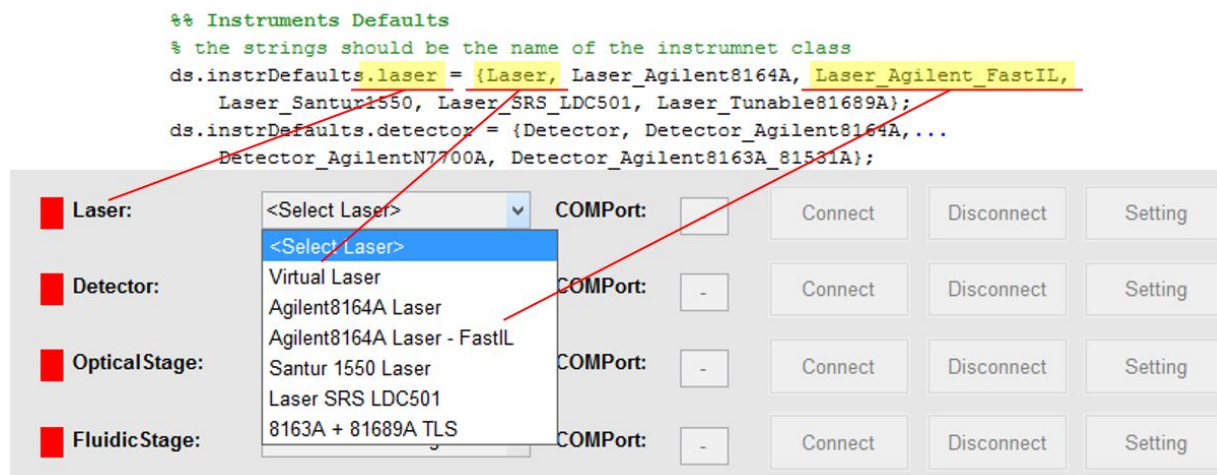 %% Instruments Defaults
% the strings should be the name of the instrumnet class
ds.instrDefaults.laser = {Laser, Laser_Agilent8164A, Laser_Agilent_FastIL,
Laser_Santur1550, Laser_SRS_LDC501, Laser_Tunable81689A};
ds.instrDefaults.detector = {Detector, Detector_Agilent8164A,...
Detector_AgilentN7700A, Detector_Agilent8163A_81531A};
Laser: <Select Laser> COMPort: - Connect Disconnect Setting
<Select Laser>
Virtual Laser
Detector: COMPort: - Connect Disconnect Setting
Agilent8164A Laser
Agilent8164A Laser - FastIL
OpticalStage: Santur 1550 Laser COMPort: - Connect Disconnect Setting
Laser SRS LDC501
FluidicStage: 8163A + 81689A TLS COMPort: - Connect Disconnect Setting